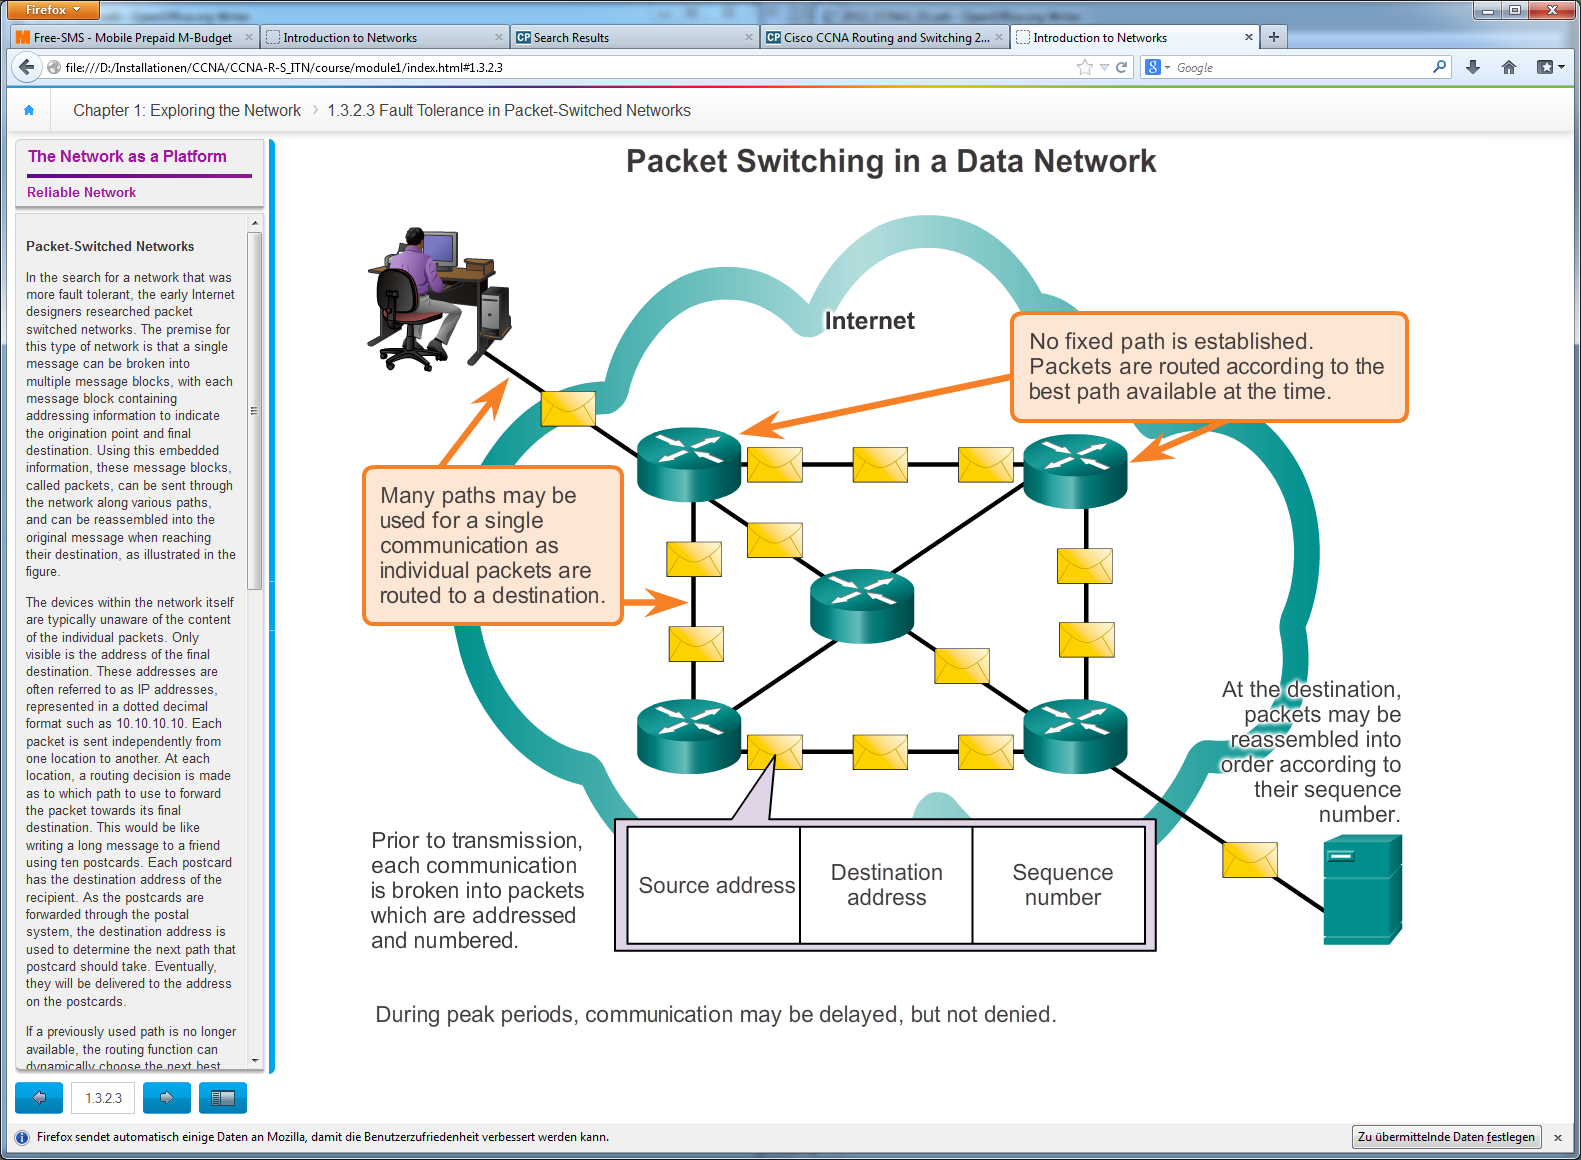 Firefox
Free-SMS - Mobile Prepaid M-Budget
Introduction to Networks
Search Results
Cisco CCNA Routing and Switching 2...
Introduction to Networks
file:///D:/Installationen/CCNA/CCNA-R-S_ITN/course/module1/index.html#1.3.2.3
Google
Chapter 1: Exploring the Network
1.3.2.3 Fault Tolerance in Packet-Switched Networks
The Network as a Platform
Reliable Network
Packet-Switched Networks
In the search for a network that was
more fault tolerant, the early Internet
designers researched packet
switched networks. The premise for
this type of network is that a single
message can be broken into
multiple message blocks, with each
message block containing
addressing information to indicate
the origination point and final
destination. Using this embedded
information, these message blocks,
called packets, can be sent through
the network along various paths,
and can be reassembled into the
original message when reaching
their destination, as illustrated in the
figure.
The devices within the network itself
are typically unaware of the content
of the individual packets. Only
visible is the address of the final
destination. These addresses are
often referred to as IP addresses,
represented in a dotted decimal
format such as 10.10.10.10. Each
packet is sent independently from
one location to another. At each
location, a routing decision is made
as to which path to use to forward
the packet towards its final
destination. This would be like
writing a long message to a friend
using ten postcards. Each postcard
has the destination address of the
recipient. As the postcards are
forwarded through the postal
system, the destination address is
used to determine the next path that
postcard should take. Eventually,
they will be delivered to the address
on the postcards.
If a previously used path is no longer
available, the routing function can
dynamically choose the next best
1.3.2.3
Packet Switching in a Data Network
Internet
No fixed path is established.
Packets are routed according to the
best path available at the time.
Many paths may be
used for a single
communication as
individual packets are
routed to a destination.
At the destination,
packets may be
reassembled into
order according to
their sequence
number.
Prior to transmission,
each communication
is broken into packets
which are addressed
and numbered.
Source address
Destination
address
Sequence
number
During peak periods, communication may be delayed, but not denied.
Firefox sendet automatisch einige Daten an Mozilla, damit die Benutzerzufriedenheit verbessert werden kann.
Zu übermittelnde Daten festlegen